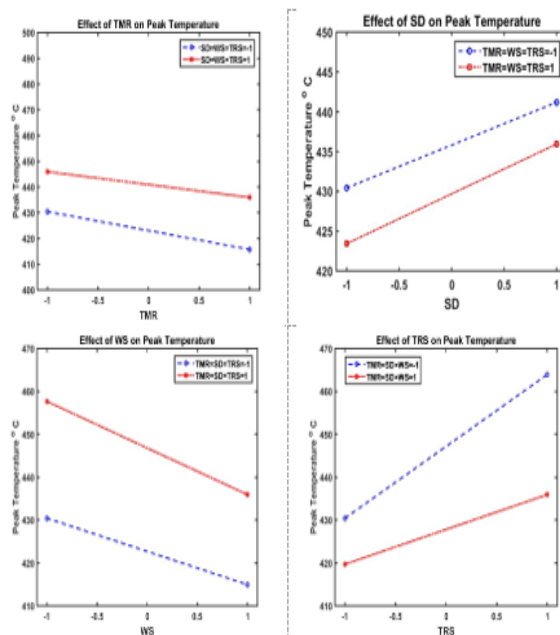 Effect of TMR on Peak Temperature
500
490
480
470
460
450
440
430
420
410
400
Peak Temperature ° C
SD=WS=TRS=-1
SD=WS=TRS=1
-1 -0.5 0 0.5 1
TMR
Effect of SD on Peak Temperature
450
445
440
435
430
425
420
Peak Temperature ° C
TMR=WS=TRS=-1
TMR=WS=TRS=1
-1 -0.5 0 0.5 1
SD
Effect of WS on Peak Temperature
470
460
450
440
430
420
410
Peak Temperature ° C
TMR=SD=TRS=-1
TMR=SD=TRS=1
-1 -0.5 0 0.5 1
WS
Effect of TRS on Peak Temperature
470
460
450
440
430
420
410
Peak Temperature ° C
TMR=SD=WS=-1
TMR=SD=WS=1
-1 -0.5 0 0.5 1
TRS